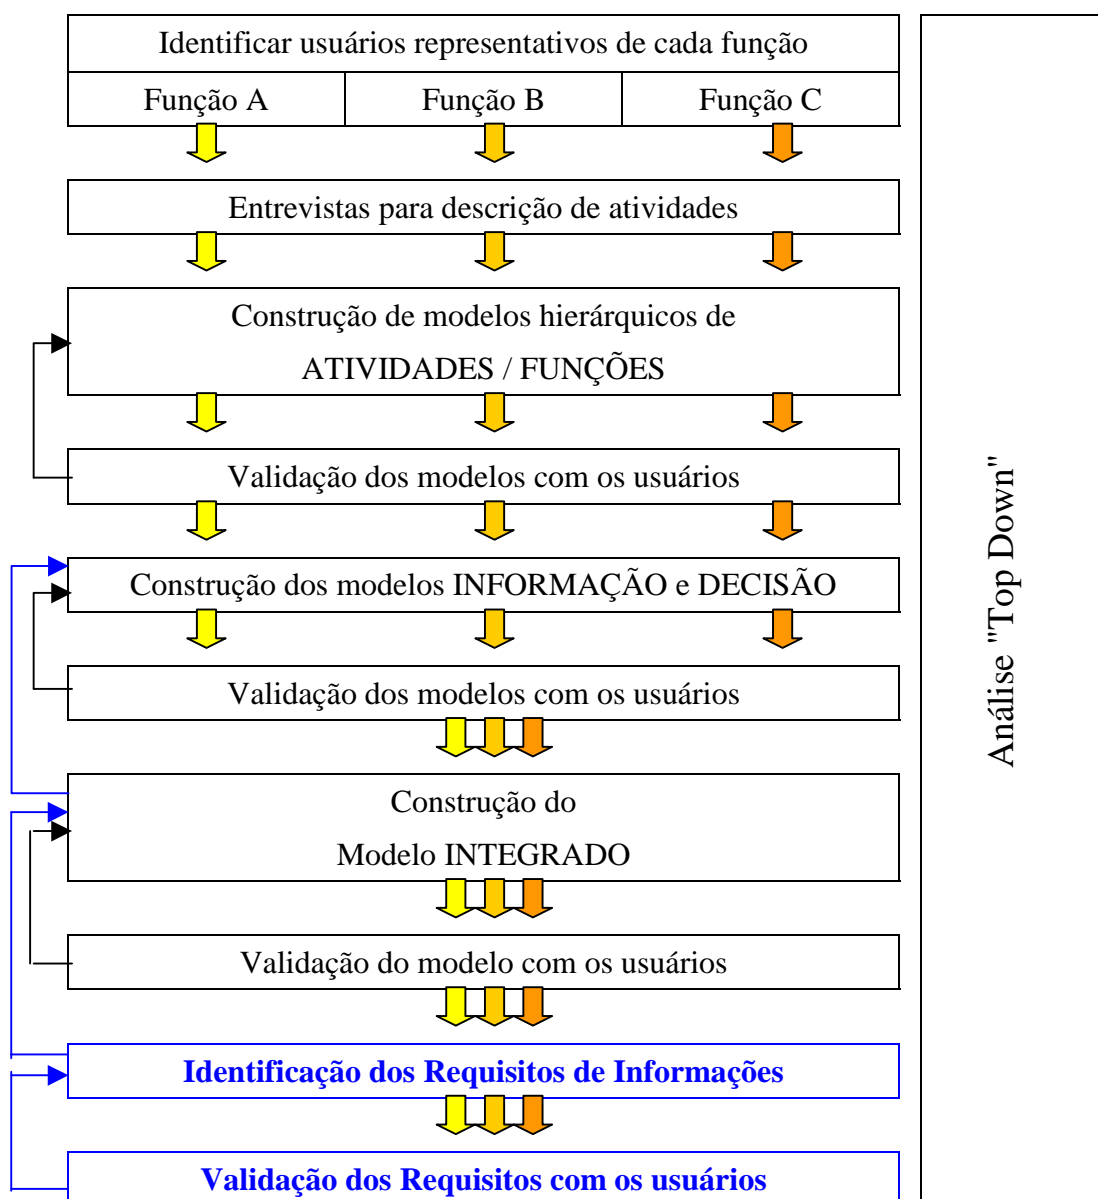 Identificar usuários representativos de cada função
Função A
Função B
Função C
Entrevistas para descrição de atividades
Construção de modelos hierárquicos de
ATIVIDADES / FUNÇÕES
Validação dos modelos com os usuários
Construção dos modelos INFORMAÇÃO e DECISÃO
Validação dos modelos com os usuários
Construção do
Modelo INTEGRADO
Validação do modelo com os usuários
Identificação dos Requisitos de Informações
Validação dos Requisitos com os usuários
Análise "Top Down"